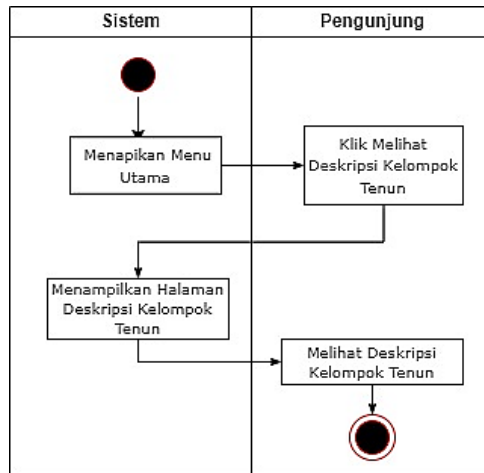 Sistem
Pengunjung
Menapikan Menu
Utama
Klik Melihat
Deskripsi Kelompok
Tenun
Menampilkan Halaman
Deskripsi Kelompok
Tenun
Melihat Deskripsi
Kelompok Tenun